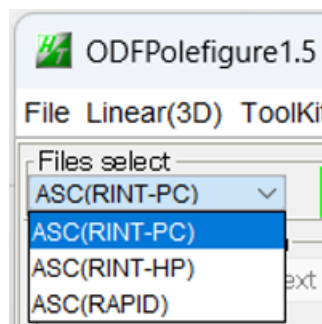 HT ODFPolefigure1.5
File Linear(3D) ToolKi
Files select
ASC(RINT-PC)
ASC(RINT-PC)
ASC(RINT-HP)
ext
ASC(RAPID)